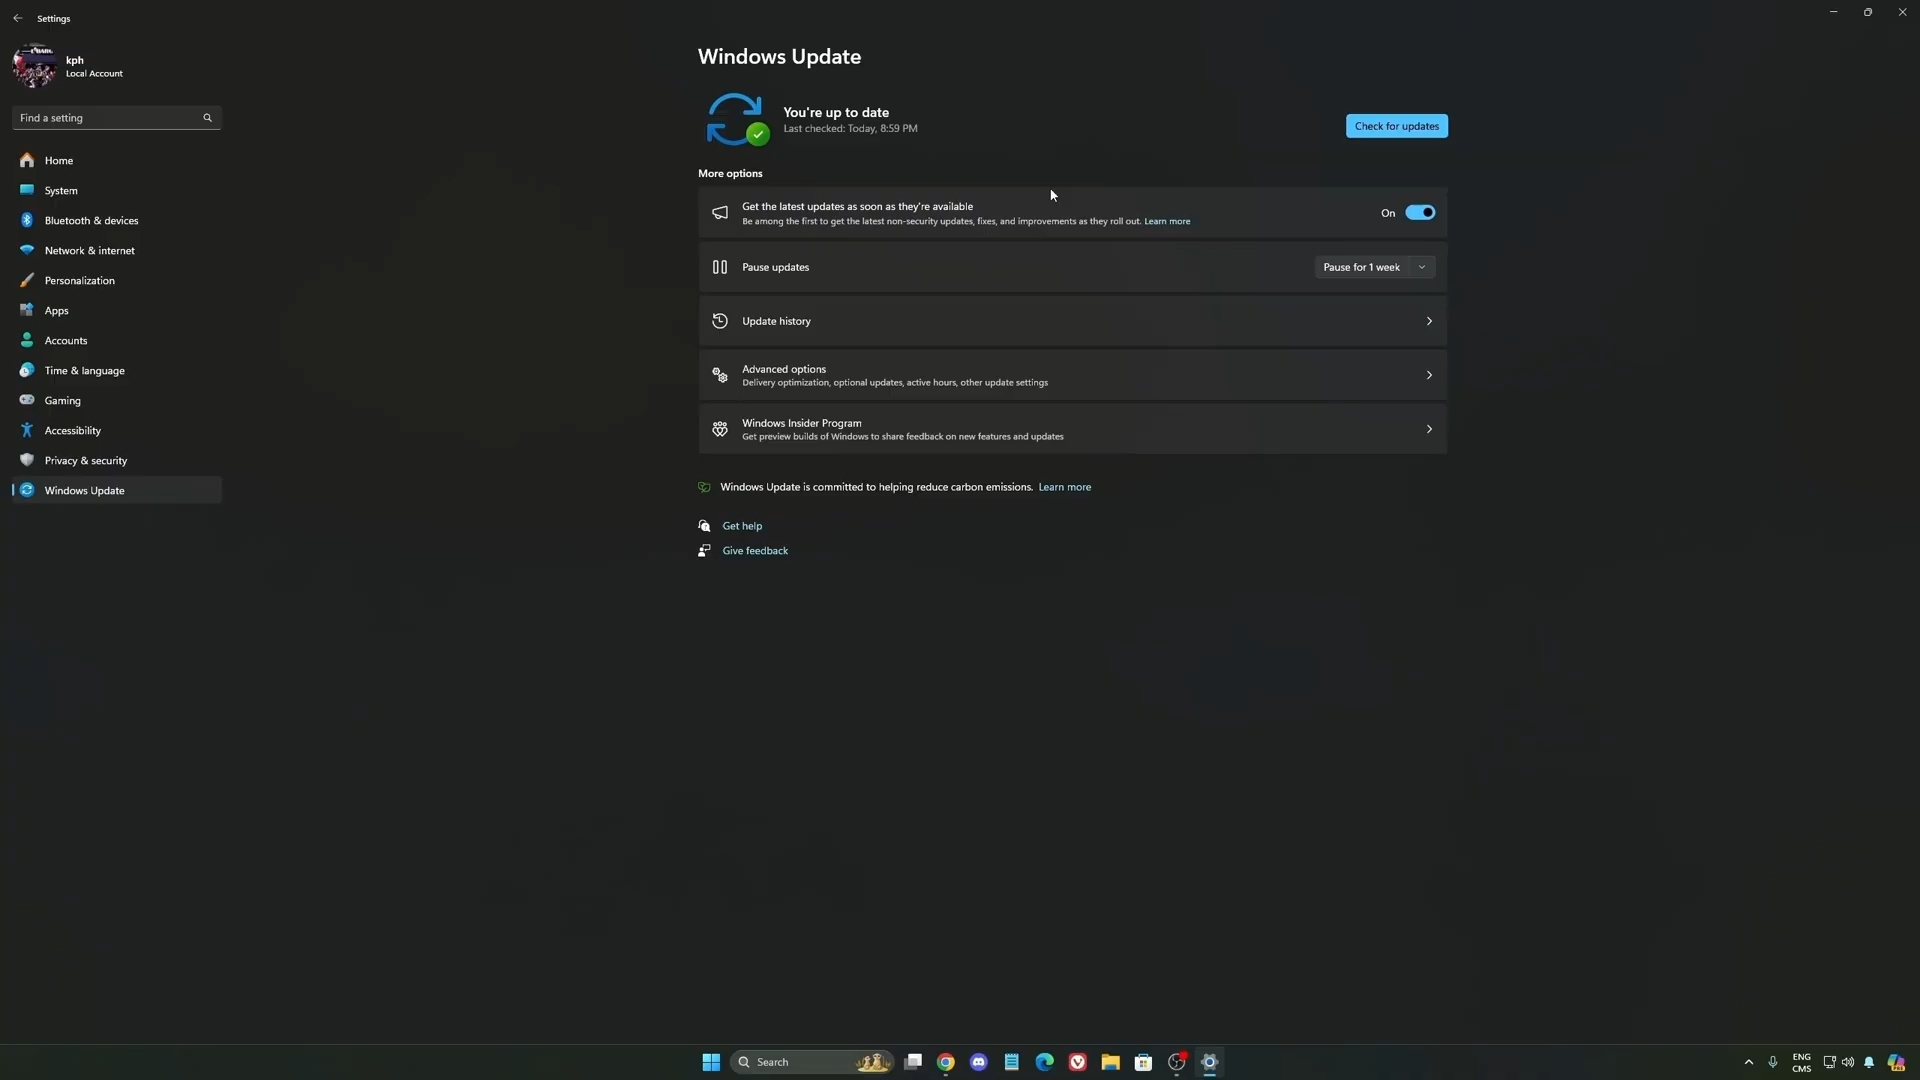 Settings
kph
Local Account
Find a setting
Home
System
Bluetooth & devices
Network & internet
Personalization
Apps
Accounts
Time & language
Gaming
Accessibility
Privacy & security
Windows Update
Windows Update
You're up to date
Last checked: Today, 8:59 PM
Check for updates
More options
Get the latest updates as soon as they're available
Be among the first to get the latest non-security updates, fixes, and improvements as they roll out. Learn more
On
Pause updates
Pause for 1 week
Update history
Advanced options
Delivery optimization, optional updates, active hours, other update settings
Windows Insider Program
Get preview builds of Windows to share feedback on new features and updates
Windows Update is committed to helping reduce carbon emissions. Learn more
Get help
Give feedback
Search
ENG
CMS